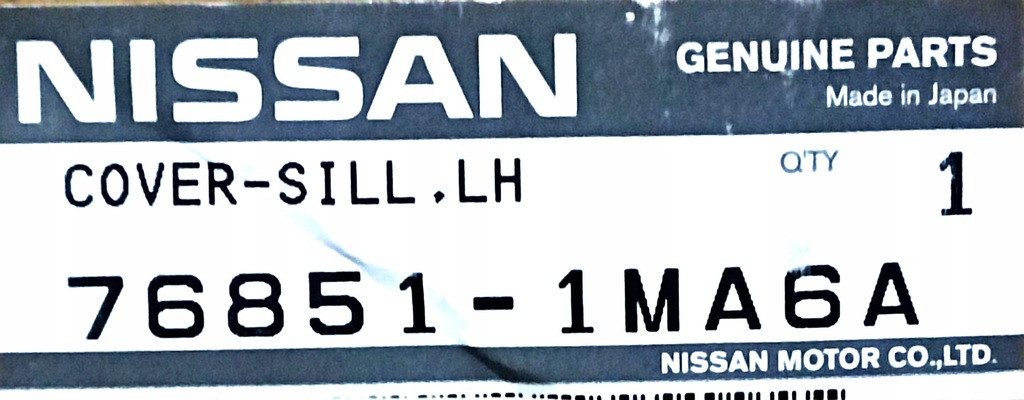 NISSAN
GENUINE PARTS
Made in Japan
COVER-SILL,LH
Q'TY 1
76851-1MA6A
NISSAN MOTOR CO.,LTD.